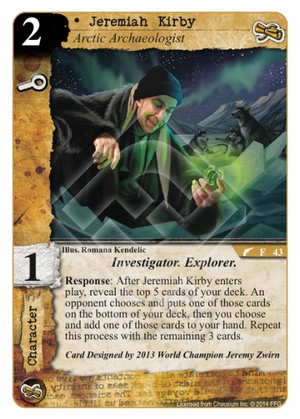 2
• Jeremiah Kirby
Arctic Archaeologist
Illus. Romana Kendelic
F 43
1
Character
Investigator. Explorer.
Response: After Jeremiah Kirby enters
play, reveal the top 5 cards of your deck. An
opponent chooses and puts one of those cards
on the bottom of your deck, then you choose
and add one of those cards to your hand. Repeat
this process with the remaining 3 cards.
Card Designed by 2013 World Champion Jeremy Zwirn
Licensed from Chaosium Inc. © 2014 FFG